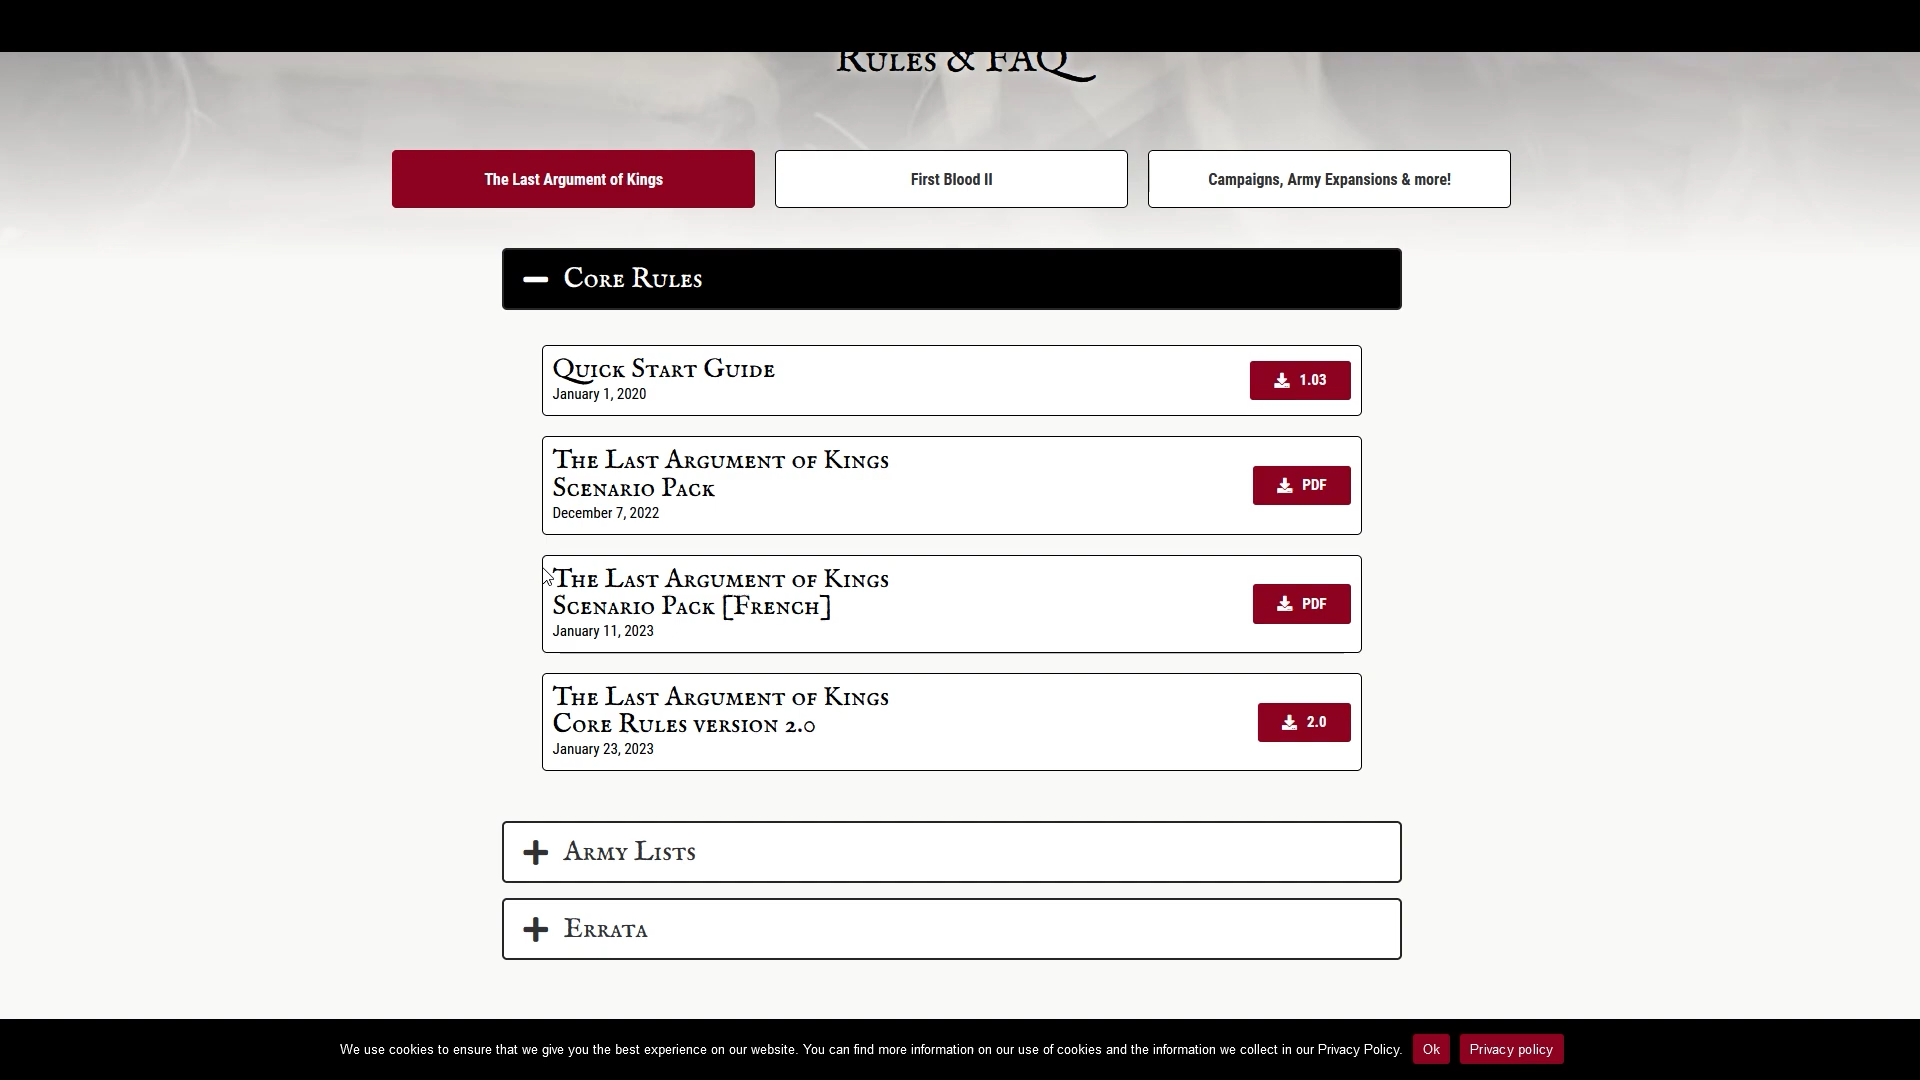 Rules & FAQ
The Last Argument of Kings
First Blood II
Campaigns, Army Expansions & more!
Core Rules
Quick Start Guide
January 1, 2020
1.03
The Last Argument of Kings
Scenario Pack
December 7, 2022
PDF
The Last Argument of Kings
Scenario Pack [French]
January 11, 2023
PDF
The Last Argument of Kings
Core Rules version 2.0
January 23, 2023
2.0
Army Lists
Errata
We use cookies to ensure that we give you the best experience on our website. You can find more information on our use of cookies and the information we collect in our Privacy Policy.
Ok
Privacy policy